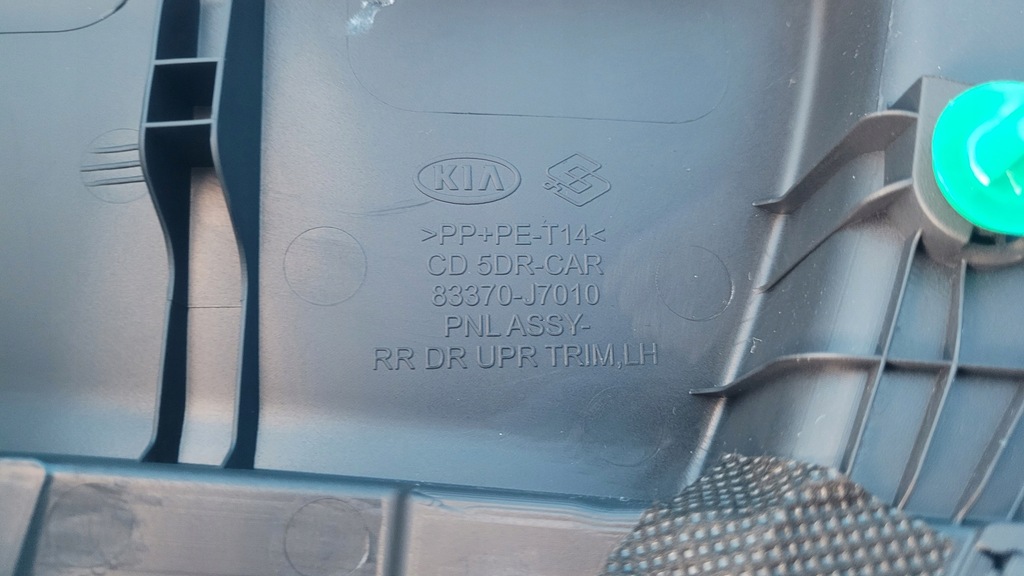 KIA
>PP+PE-T14<
CD 5DR-CAR
83370-J7010
PNL ASSY-
RR DR UPR TRIM,LH